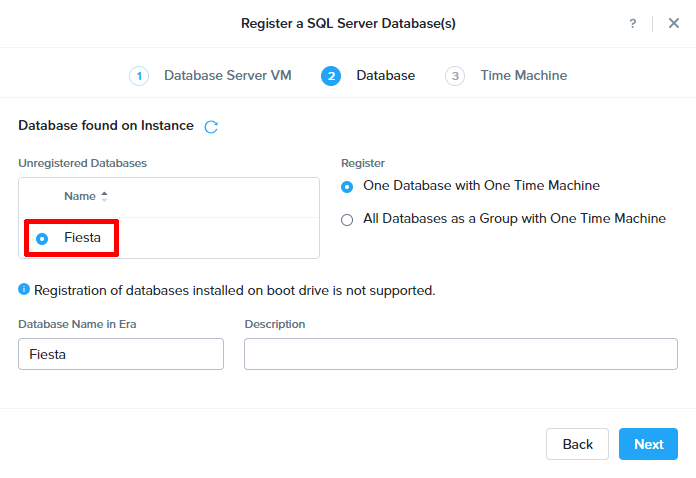 Register a SQL Server Database(s)
?
1 Database Server VM 2 Database 3 Time Machine
Database found on Instance
Unregistered Databases
Name
Fiesta
Register
One Database with One Time Machine
All Databases as a Group with One Time Machine
Registration of databases installed on boot drive is not supported.
Database Name in Era
Fiesta
Description
Back Next